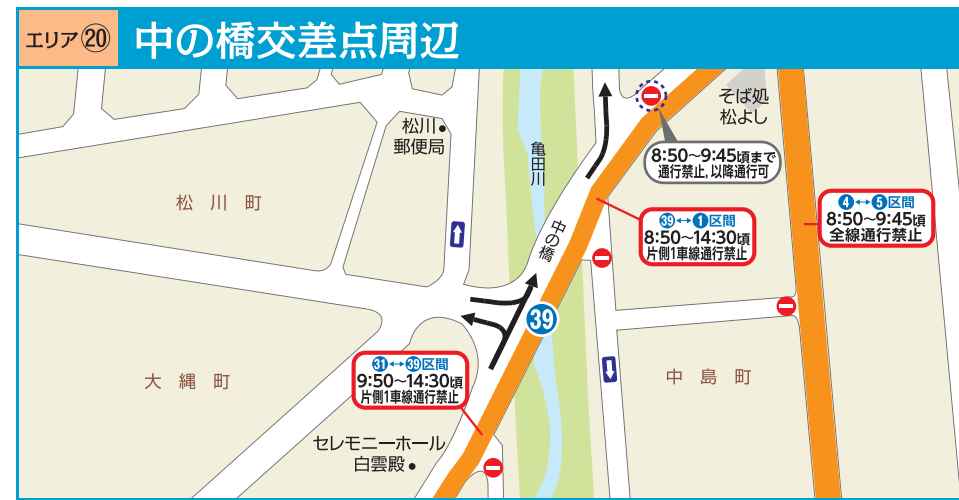 エリア⑳
中の橋交差点周辺
そば処
松よし
松川
郵便局
亀田川
8:50〜9:45頃まで
通行禁止,以降通行可
松川町
④↔⑤区間
8:50〜9:45頃
全線通行禁止
㊴↔①区間
8:50〜14:30頃
片側1車線通行禁止
中の橋
39
㉛↔㊴区間
9:50〜14:30頃
片側1車線通行禁止
大縄町
中島町
セレモニーホール
白雲殿